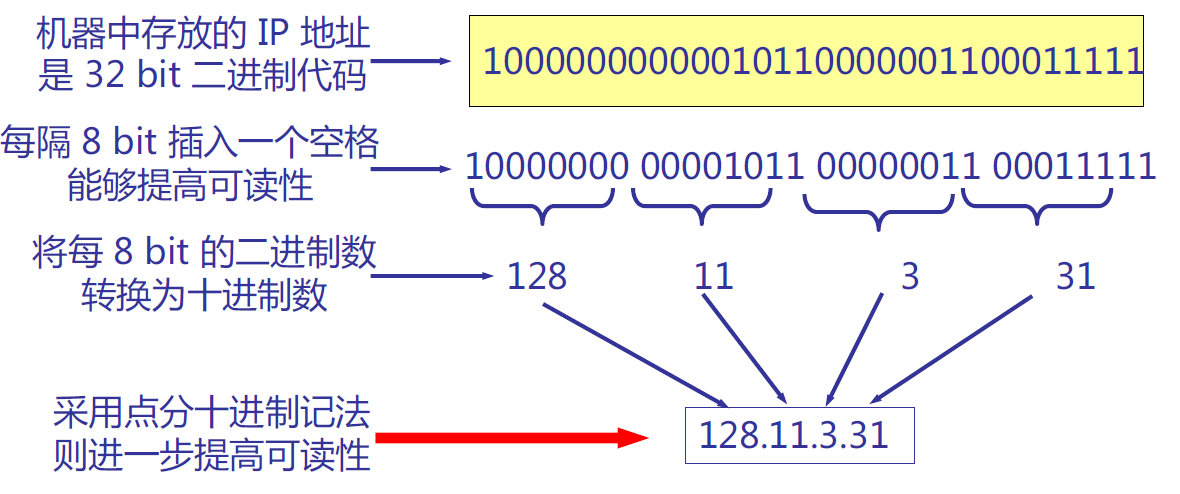 机器中存放的 IP 地址
是 32 bit 二进制代码
10000000000010110000001100011111
每隔 8 bit 插入一个空格
能够提高可读性
10000000 00001011 00000011 00011111
将每 8 bit 的二进制数
转换为十进制数
128 11 3 31
采用点分十进制记法
则进一步提高可读性
128.11.3.31